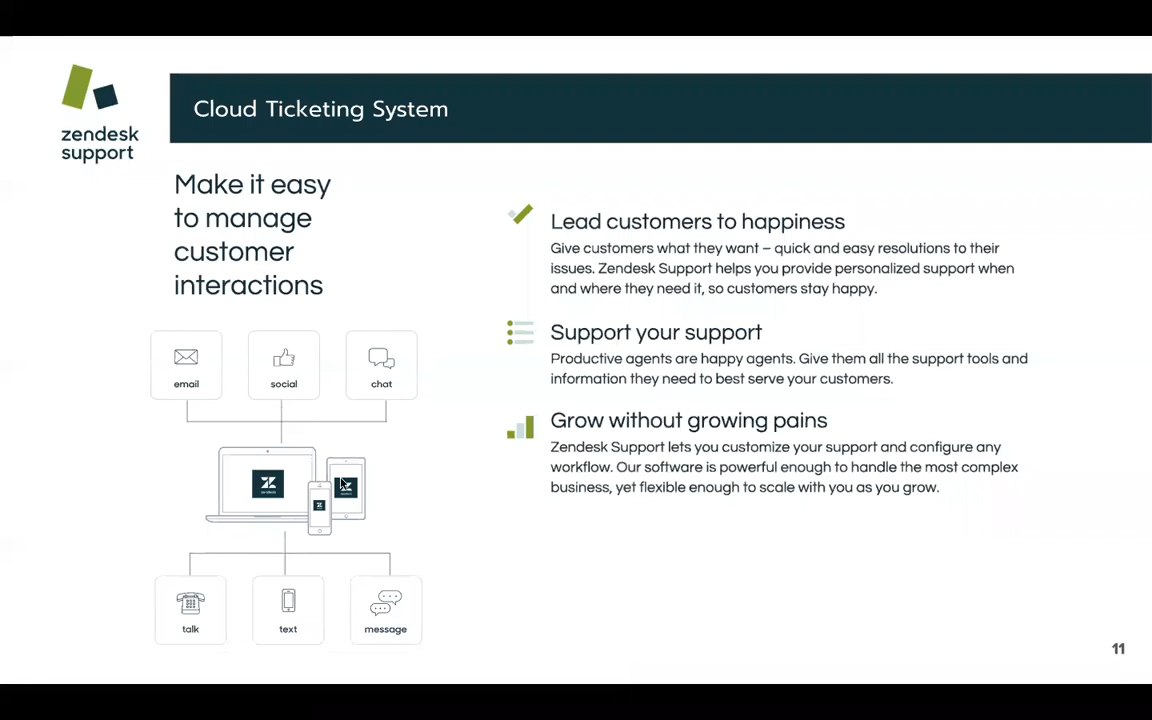 zendesk
support
Cloud Ticketing System
Make it easy
to manage
customer
interactions
email
social
chat
talk
text
message
Lead customers to happiness
Give customers what they want – quick and easy resolutions to their
issues. Zendesk Support helps you provide personalized support when
and where they need it, so customers stay happy.
Support your support
Productive agents are happy agents. Give them all the support tools and
information they need to best serve your customers.
Grow without growing pains
Zendesk Support lets you customize your support and configure any
workflow. Our software is powerful enough to handle the most complex
business, yet flexible enough to scale with you as you grow.
11